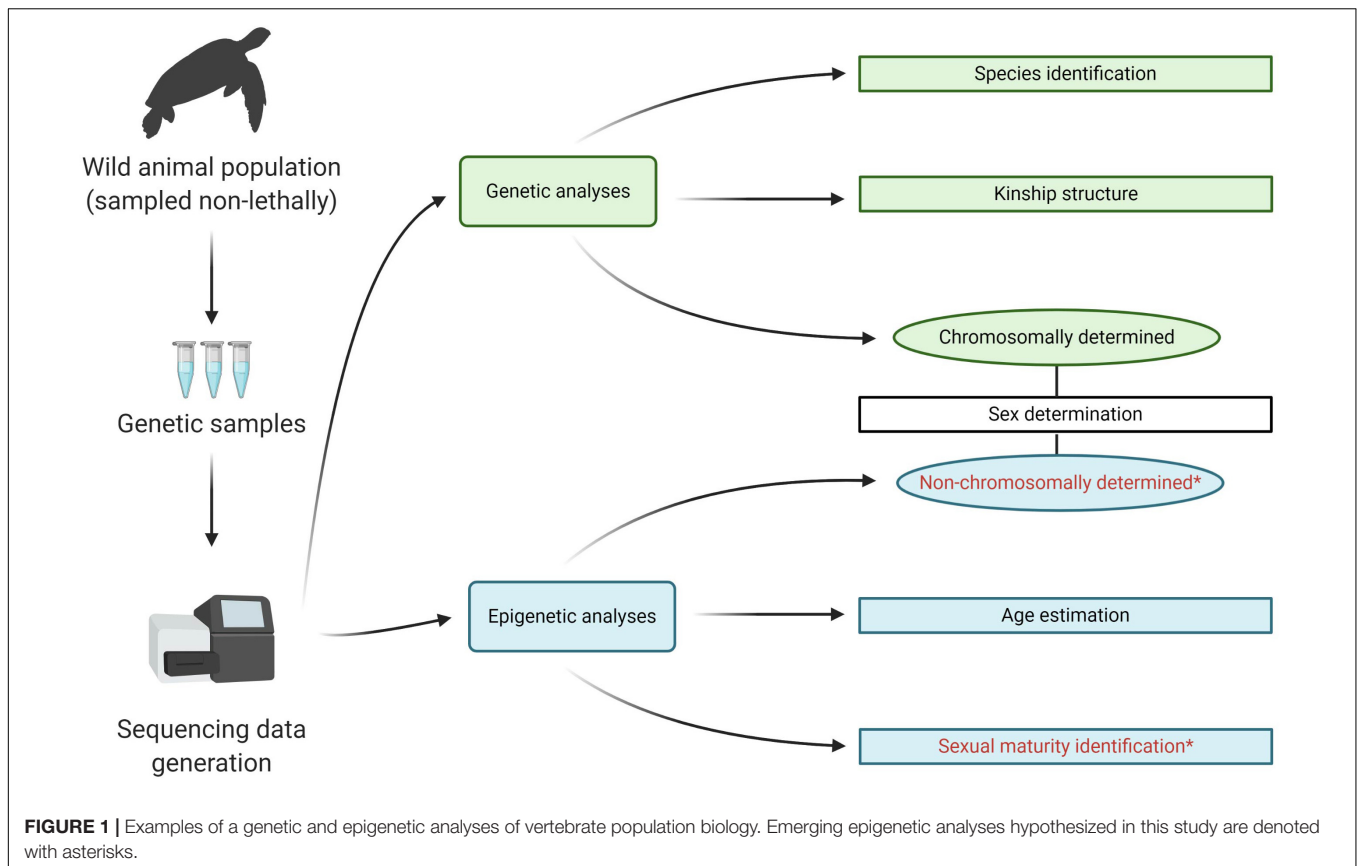 Wild animal population
(sampled non-lethally)
Genetic samples
Sequencing data
generation
Genetic analyses
Epigenetic analyses
Species identification
Kinship structure
Chromosomally determined
Sex determination
Non-chromosomally determined*
Age estimation
Sexual maturity identification*
FIGURE 1 | Examples of a genetic and epigenetic analyses of vertebrate population biology. Emerging epigenetic analyses hypothesized in this study are denoted
with asterisks.